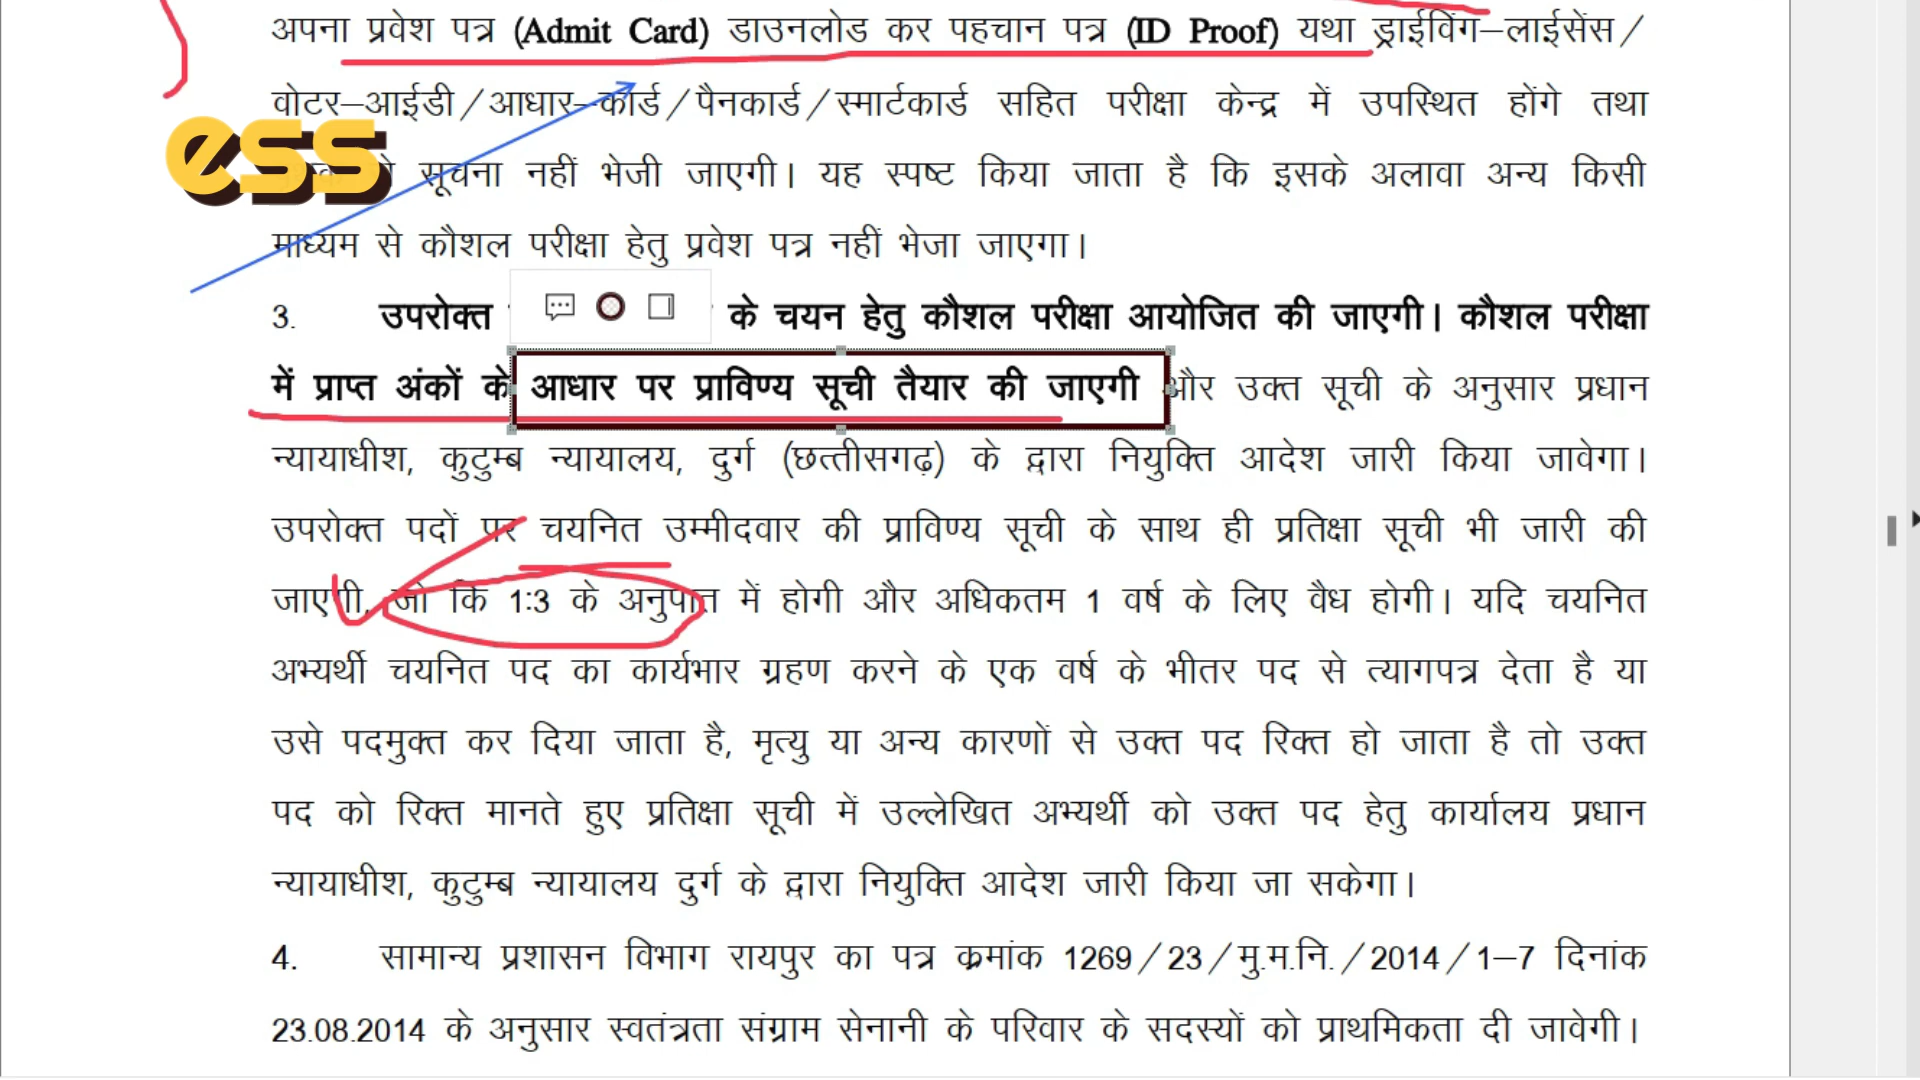 अपना प्रवेश पत्र (Admit Card) डाउनलोड कर पहचान पत्र (ID Proof) यथा ड्राईविंग–लाईसेंस/
वोटर–आईडी/आधार–कार्ड/पैनकार्ड/स्मार्टकार्ड सहित परीक्षा केन्द्र में उपस्थित होंगे तथा
ess
सूचना नहीं भेजी जाएगी। यह स्पष्ट किया जाता है कि इसके अलावा अन्य किसी
माध्यम से कौशल परीक्षा हेतु प्रवेश पत्र नहीं भेजा जाएगा।
3. उपरोक्त के चयन हेतु कौशल परीक्षा आयोजित की जाएगी। कौशल परीक्षा
में प्राप्त अंकों के आधार पर प्राविण्य सूची तैयार की जाएगी और उक्त सूची के अनुसार प्रधान
न्यायाधीश, कुटुम्ब न्यायालय, दुर्ग (छत्तीसगढ़) के द्वारा नियुक्ति आदेश जारी किया जावेगा।
उपरोक्त पदों पर चयनित उम्मीदवार की प्राविण्य सूची के साथ ही प्रतिक्षा सूची भी जारी की
जाएगी, जो कि 1:3 के अनुपात में होगी और अधिकतम 1 वर्ष के लिए वैध होगी। यदि चयनित
अभ्यर्थी चयनित पद का कार्यभार ग्रहण करने के एक वर्ष के भीतर पद से त्यागपत्र देता है या
उसे पदमुक्त कर दिया जाता है, मृत्यु या अन्य कारणों से उक्त पद रिक्त हो जाता है तो उक्त
पद को रिक्त मानते हुए प्रतिक्षा सूची में उल्लेखित अभ्यर्थी को उक्त पद हेतु कार्यालय प्रधान
न्यायाधीश, कुटुम्ब न्यायालय दुर्ग के द्वारा नियुक्ति आदेश जारी किया जा सकेगा।
4. सामान्य प्रशासन विभाग रायपुर का पत्र क्रमांक 1269/23/मु.म.नि./2014/1–7 दिनांक
23.08.2014 के अनुसार स्वतंत्रता संग्राम सेनानी के परिवार के सदस्यों को प्राथमिकता दी जावेगी।